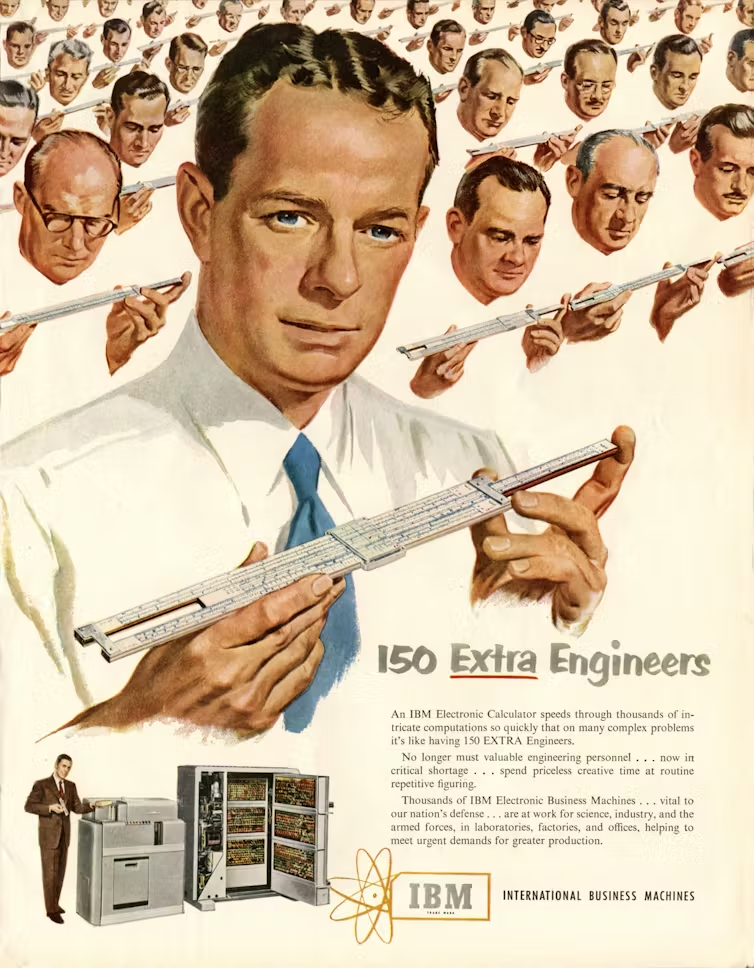 150 Extra Engineers
An IBM Electronic Calculator speeds through thousands of in-
tricate computations so quickly that on many complex problems
it's like having 150 EXTRA Engineers.
No longer must valuable engineering personnel . . . now in
critical shortage . . . spend priceless creative time at routine
repetitive figuring.
Thousands of IBM Electronic Business Machines . . . vital to
our nation's defense . . . are at work for science, industry, and the
armed forces, in laboratories, factories, and offices, helping to
meet urgent demands for greater production.
IBM
TRADE MARK
INTERNATIONAL BUSINESS MACHINES